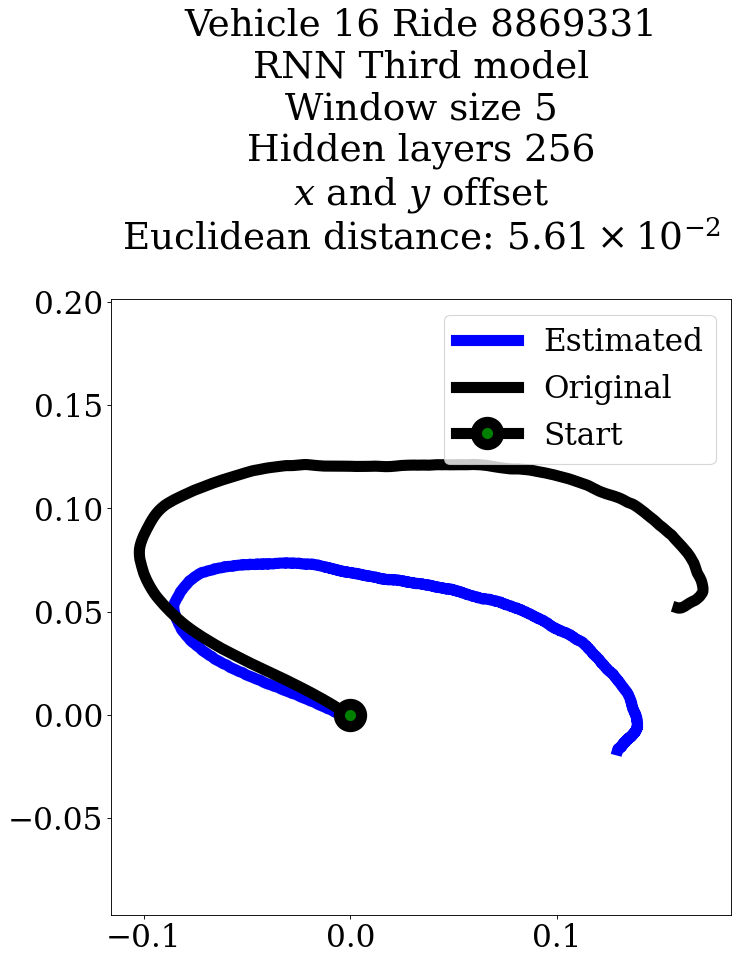 Vehicle 16 Ride 8869331
RNN Third model
Window size 5
Hidden layers 256
x and y offset
Euclidean distance: 5.61 × 10⁻²
0.20
Estimated
0.15
Original
Start
0.10
0.05
0.00
−0.05
−0.1 0.0 0.1